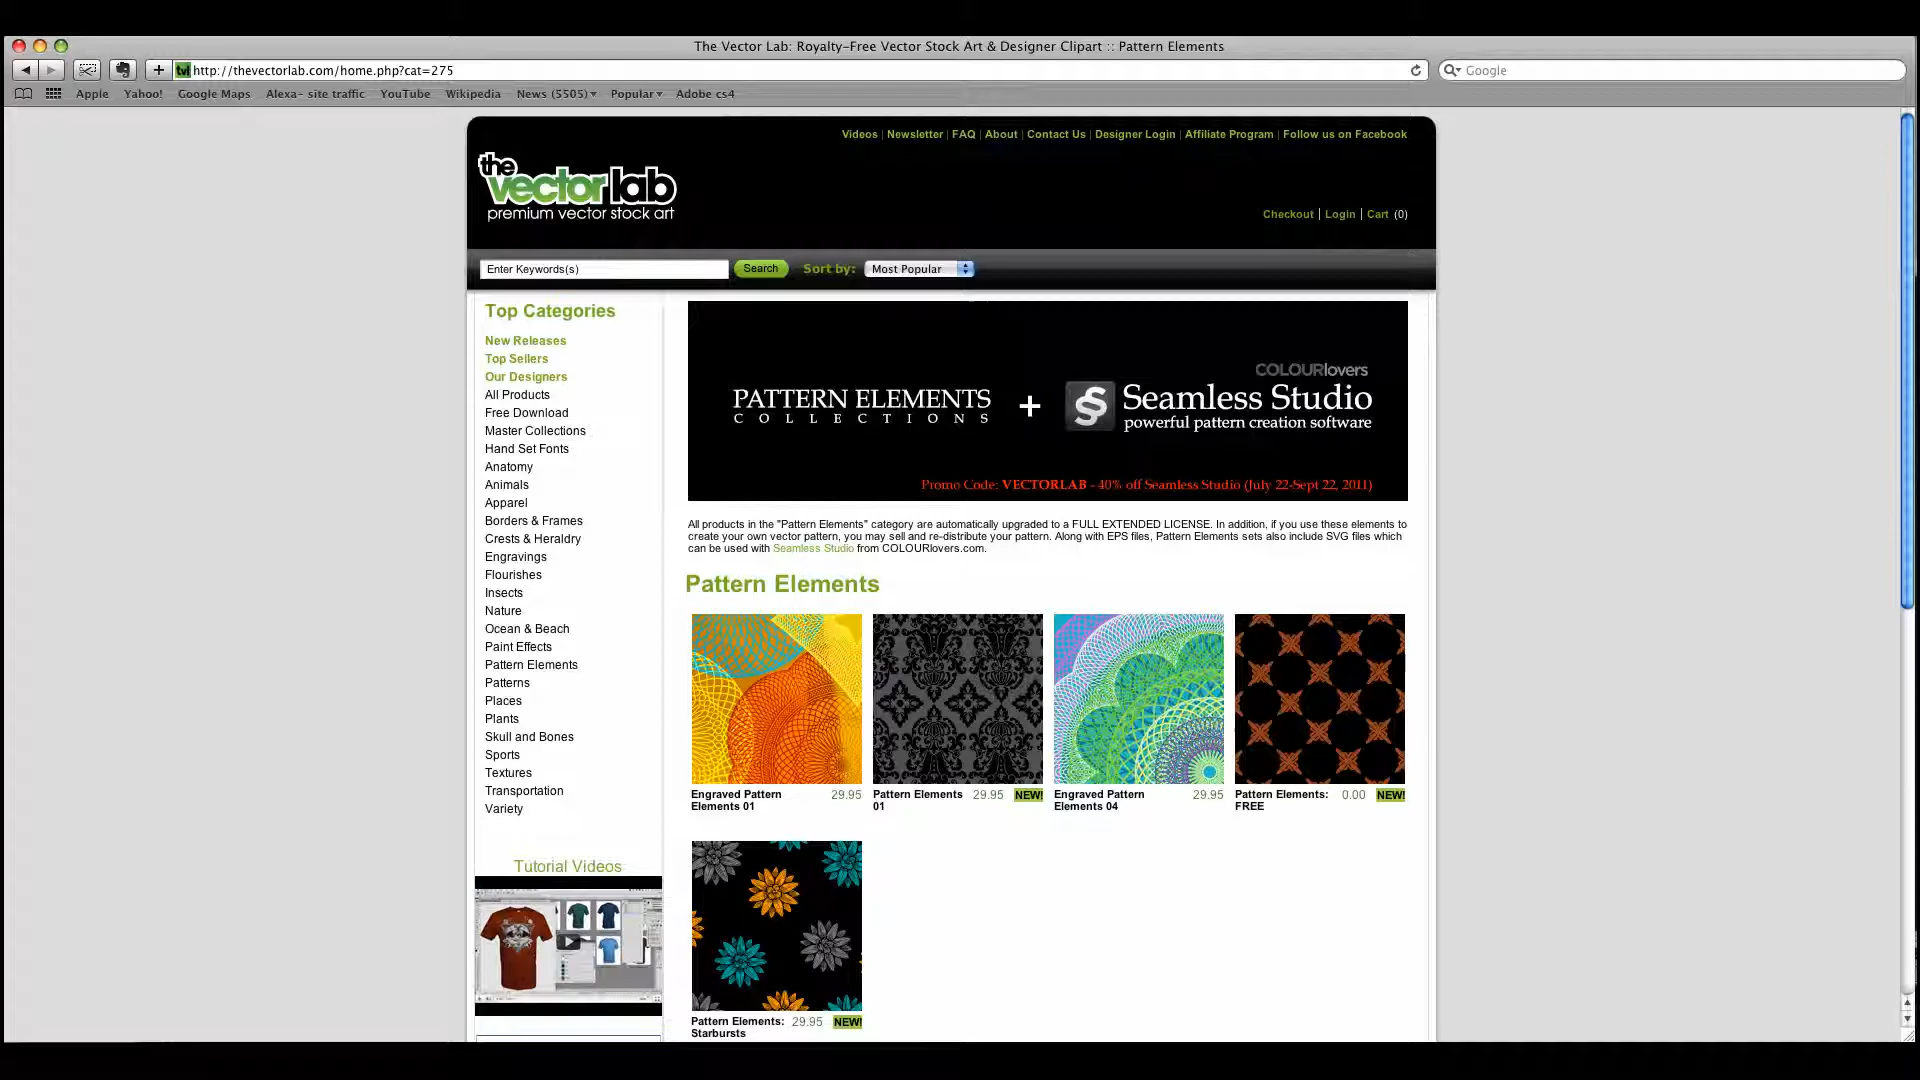 The Vector Lab: Royalty-Free Vector Stock Art & Designer Clipart :: Pattern Elements
http://thevectorlab.com/home.php?cat=275
Google
Apple Yahoo! Google Maps Alexa- site traffic YouTube Wikipedia News (5505) Popular Adobe cs4
Videos | Newsletter | FAQ | About | Contact Us | Designer Login | Affiliate Program | Follow us on Facebook
the
vectorlab
premium vector stock art
Checkout | Login | Cart (0)
Enter Keywords(s) Search Sort by: Most Popular
Top Categories
New Releases
Top Sellers
Our Designers
All Products
Free Download
Master Collections
Hand Set Fonts
Anatomy
Animals
Apparel
Borders & Frames
Crests & Heraldry
Engravings
Flourishes
Insects
Nature
Ocean & Beach
Paint Effects
Pattern Elements
Patterns
Places
Plants
Skull and Bones
Sports
Textures
Transportation
Variety
Tutorial Videos
COLOURlovers
PATTERN ELEMENTS + Seamless Studio
COLLECTIONS powerful pattern creation software
Promo Code: VECTORLAB - 40% off Seamless Studio (July 22-Sept 22, 2011)
All products in the "Pattern Elements" category are automatically upgraded to a FULL EXTENDED LICENSE. In addition, if you use these elements to
create your own vector pattern, you may sell and re-distribute your pattern. Along with EPS files, Pattern Elements sets also include SVG files which
can be used with Seamless Studio from COLOURlovers.com.
Pattern Elements
Engraved Pattern 29.95
Elements 01
Pattern Elements 29.95 NEW!
01
Engraved Pattern 29.95
Elements 04
Pattern Elements: 0.00 NEW!
FREE
Pattern Elements: 29.95 NEW!
Starbursts